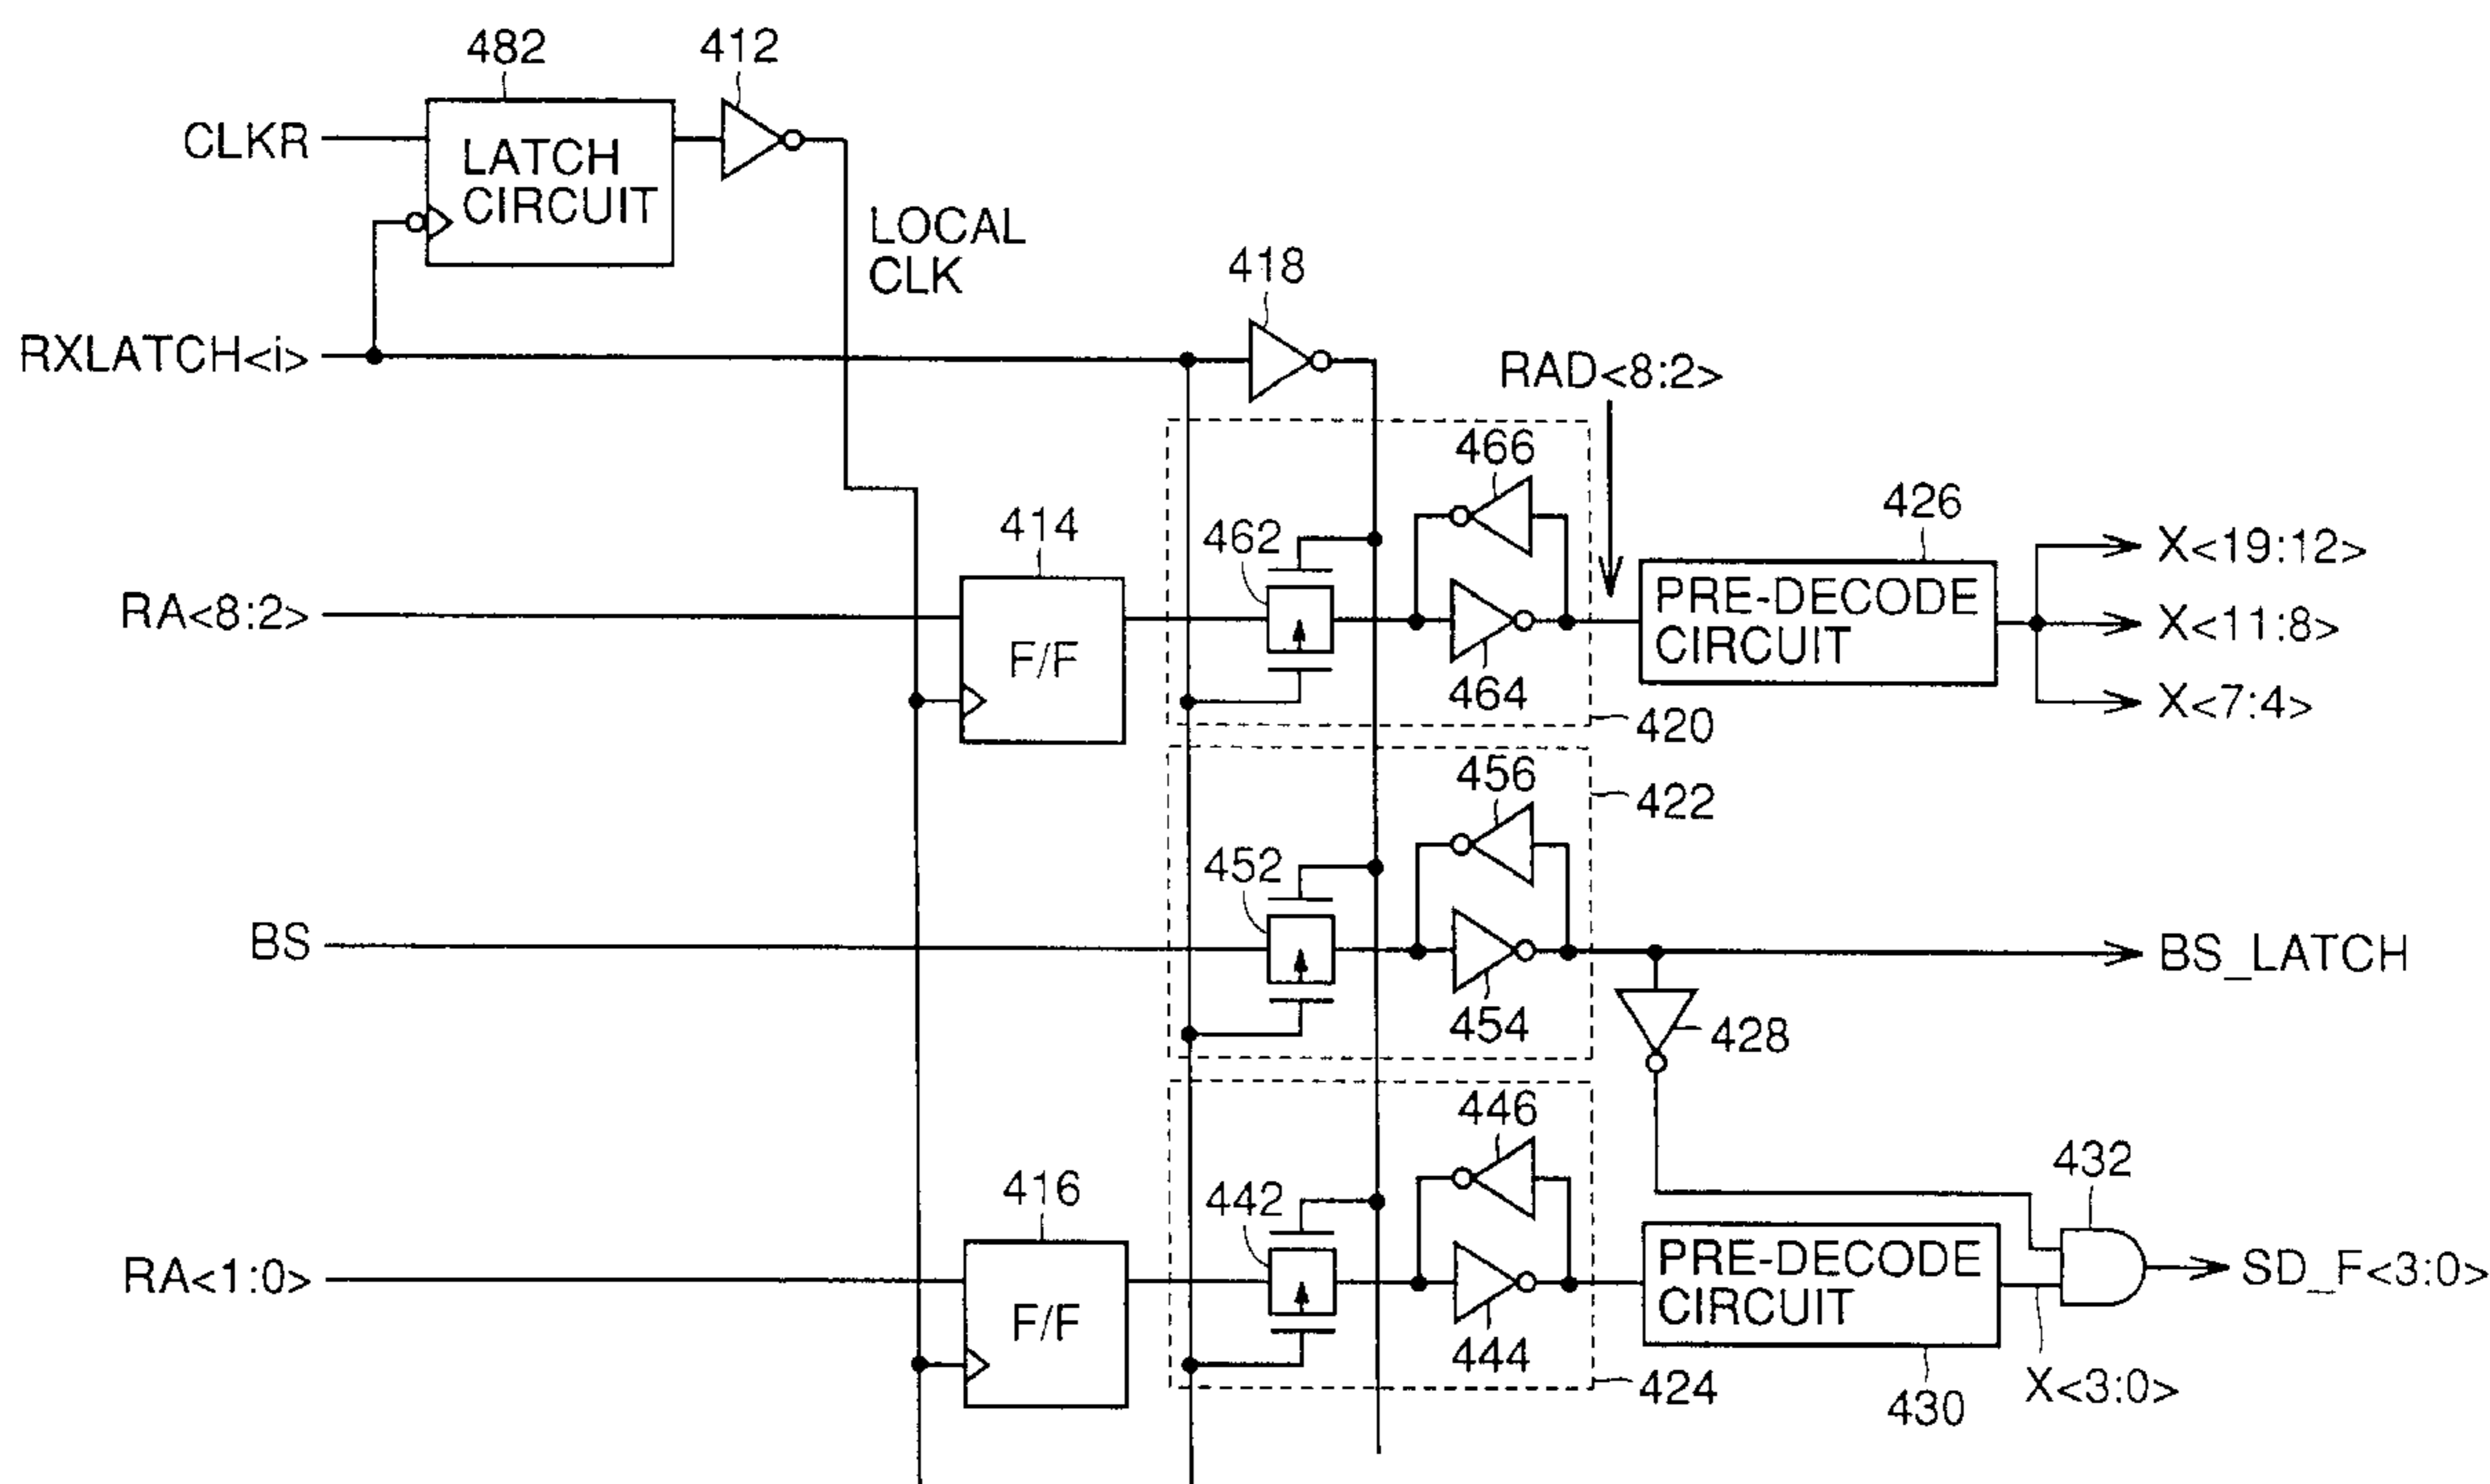 482
412
CLKR
LATCH
CIRCUIT
LOCAL
CLK
418
RXLATCH<i>
RAD<8:2>
466
426
414
462
X<19:12>
RA<8:2>
F/F
PRE-DECODE
CIRCUIT
X<11:8>
464
X<7:4>
420
456
422
452
BS
BS_LATCH
454
428
446
432
416
442
RA<1:0>
F/F
PRE-DECODE
CIRCUIT
SD_F<3:0>
444
424
430
X<3:0>